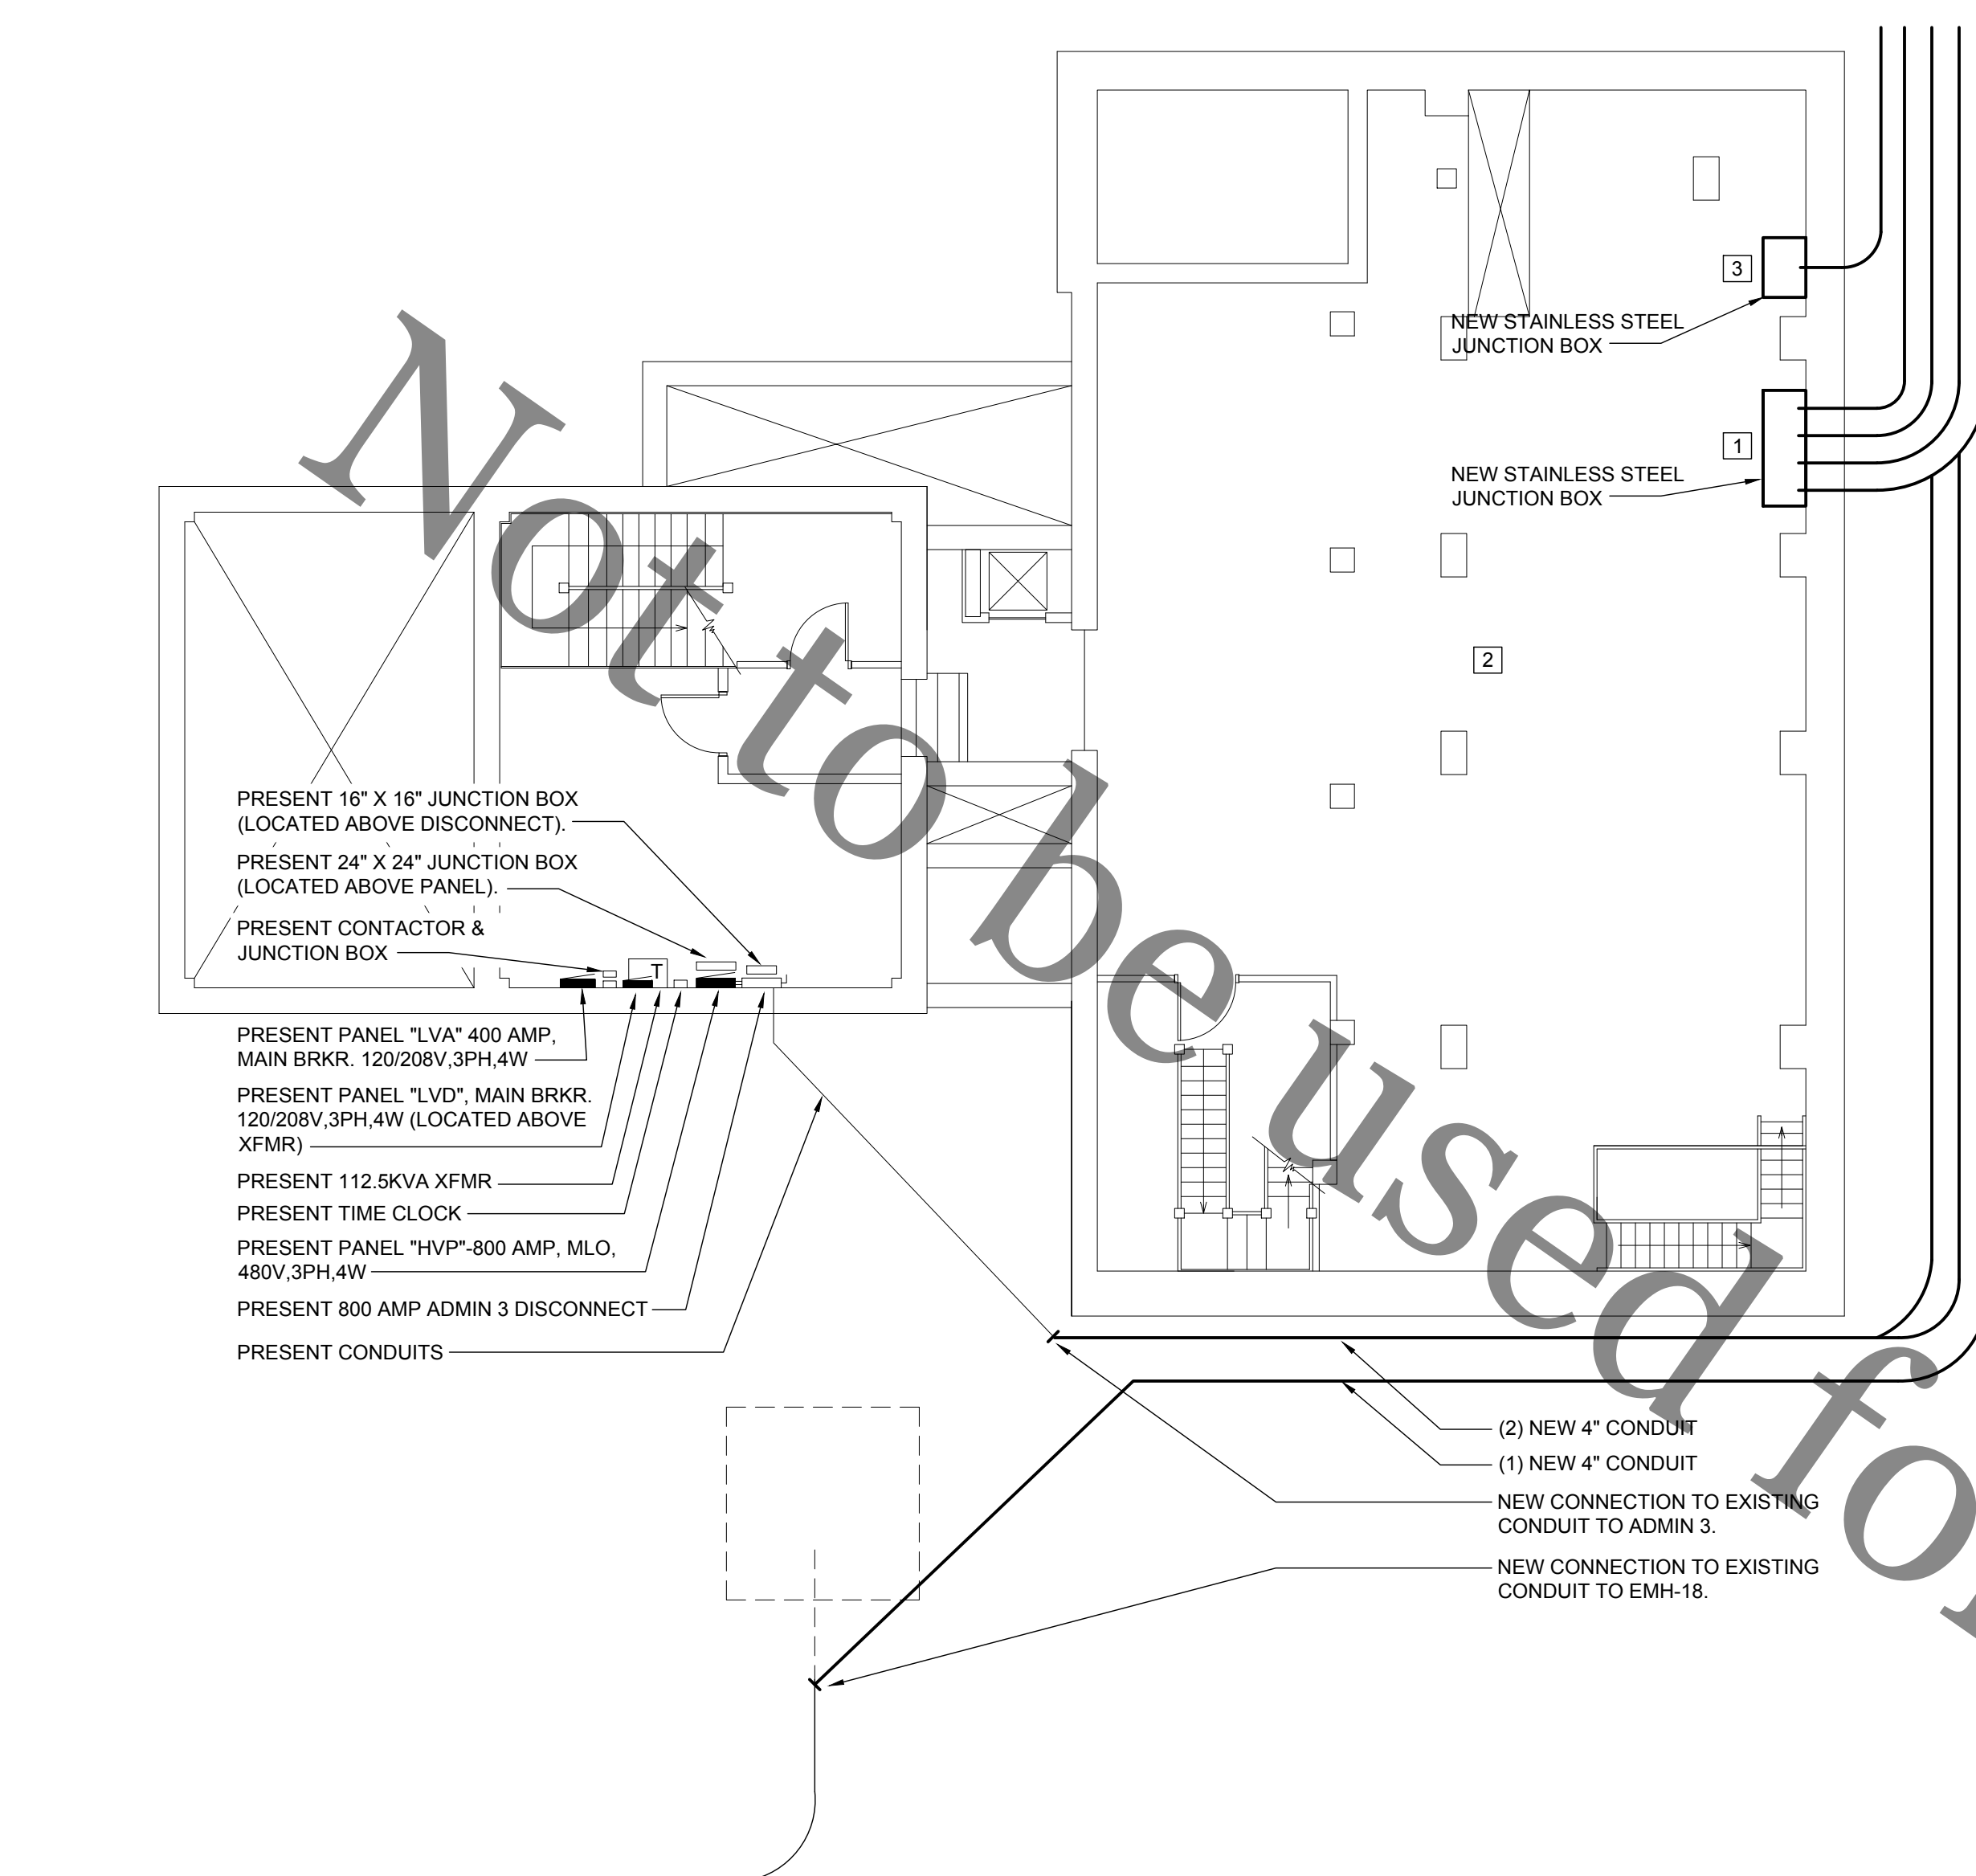 3
NEW STAINLESS STEEL
JUNCTION BOX
1
NEW STAINLESS STEEL
JUNCTION BOX
2
PRESENT 16" X 16" JUNCTION BOX
(LOCATED ABOVE DISCONNECT).
PRESENT 24" X 24" JUNCTION BOX
(LOCATED ABOVE PANEL).
PRESENT CONTACTOR &
JUNCTION BOX
T
PRESENT PANEL "LVA" 400 AMP,
MAIN BRKR. 120/208V,3PH,4W
PRESENT PANEL "LVD", MAIN BRKR.
120/208V,3PH,4W (LOCATED ABOVE
XFMR)
PRESENT 112.5KVA XFMR
PRESENT TIME CLOCK
PRESENT PANEL "HVP"-800 AMP, MLO,
480V,3PH,4W
PRESENT 800 AMP ADMIN 3 DISCONNECT
PRESENT CONDUITS
(2) NEW 4" CONDUIT
(1) NEW 4" CONDUIT
NEW CONNECTION TO EXISTING
CONDUIT TO ADMIN 3.
NEW CONNECTION TO EXISTING
CONDUIT TO EMH-18.
Not to be used for